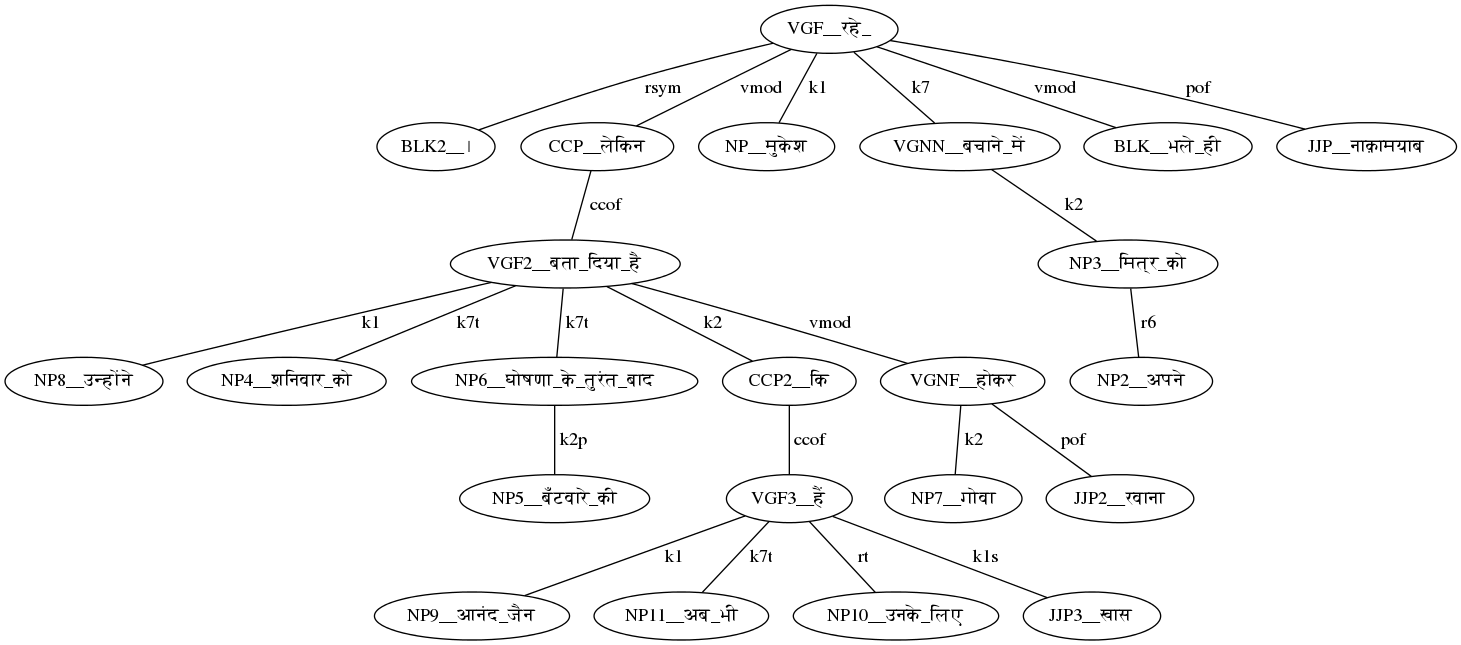 VGF__रहे_
rsym vmod k1 k7 vmod pof
BLK2__। CCP__लेकिन NP__मुकेश VGNN__बचाने_में BLK__भले_ही JJP__नाक़ामयाब
ccof k2
VGF2__बता_दिया_है NP3__मित्र_को
k1 k7t k7t k2 vmod r6
NP8__उन्होंने NP4__शनिवार_को NP6__घोषणा_के_तुरंत_बाद CCP2__कि VGNF__होकर NP2__अपने
k2p ccof k2 pof
NP5__बँटवारे_की VGF3__हैं NP7__गोवा JJP2__रवाना
k1 k7t rt k1s
NP9__आनंद_जैन NP11__अब_भी NP10__उनके_लिए JJP3__खास